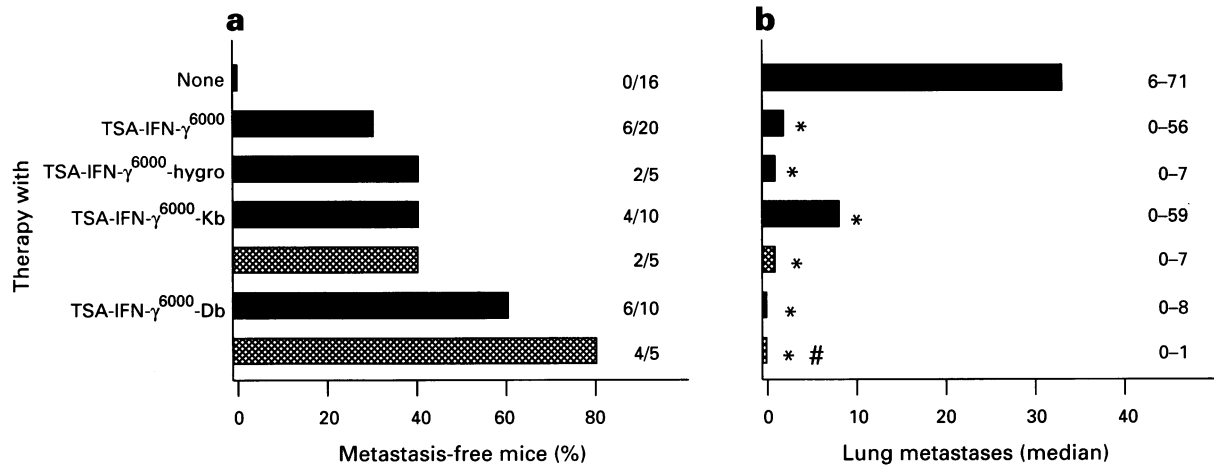 a
b
Therapy with
None
0/16
6–71
TSA-IFN-γ6000
6/20
*
0–56
TSA-IFN-γ6000-hygro
2/5
*
0–7
TSA-IFN-γ6000-Kb
4/10
*
0–59
2/5
*
0–7
TSA-IFN-γ6000-Db
6/10
*
0–8
4/5
* #
0–1
0 20 40 60 80
0 10 20 30 40
Metastasis-free mice (%)
Lung metastases (median)